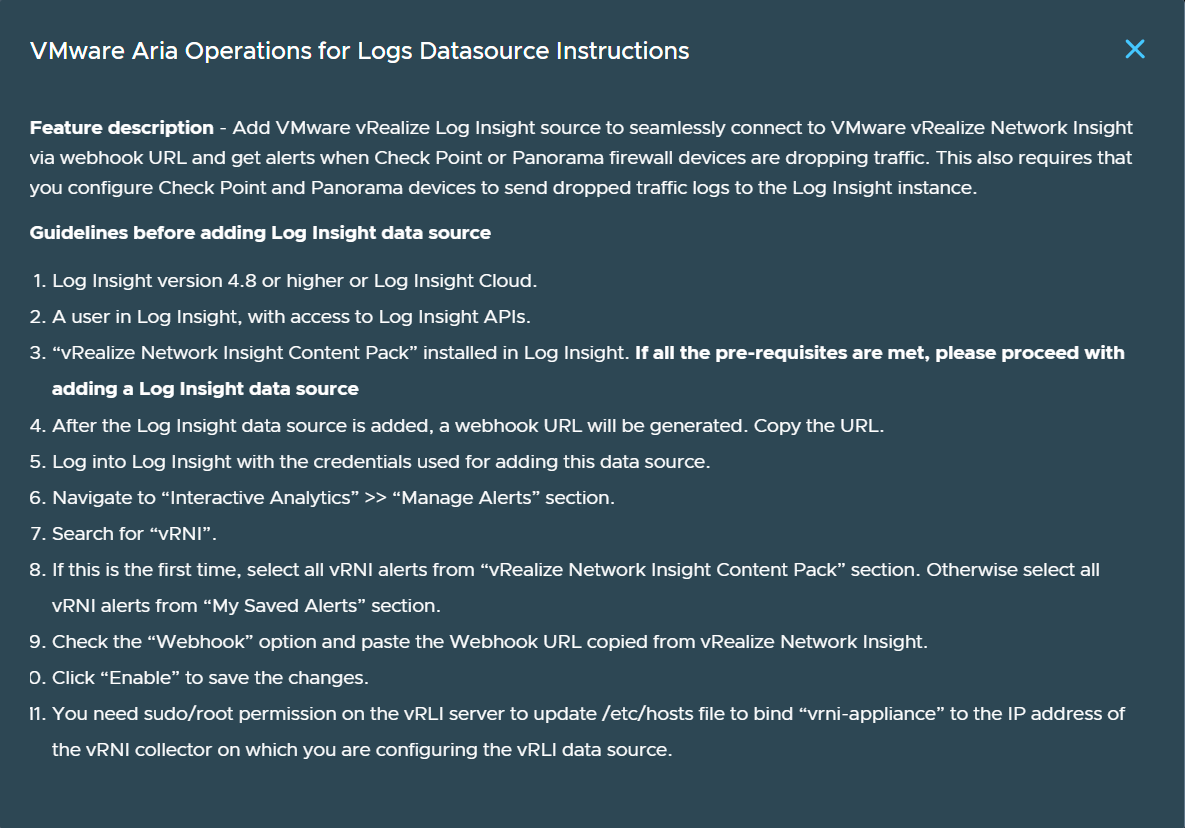 VMware Aria Operations for Logs Datasource Instructions
Feature description - Add VMware vRealize Log Insight source to seamlessly connect to VMware vRealize Network Insight
via webhook URL and get alerts when Check Point or Panorama firewall devices are dropping traffic. This also requires that
you configure Check Point and Panorama devices to send dropped traffic logs to the Log Insight instance.
Guidelines before adding Log Insight data source
1. Log Insight version 4.8 or higher or Log Insight Cloud.
2. A user in Log Insight, with access to Log Insight APIs.
3. “vRealize Network Insight Content Pack” installed in Log Insight. If all the pre-requisites are met, please proceed with
adding a Log Insight data source
4. After the Log Insight data source is added, a webhook URL will be generated. Copy the URL.
5. Log into Log Insight with the credentials used for adding this data source.
6. Navigate to “Interactive Analytics” >> “Manage Alerts” section.
7. Search for “vRNI”.
8. If this is the first time, select all vRNI alerts from “vRealize Network Insight Content Pack” section. Otherwise select all
vRNI alerts from “My Saved Alerts” section.
9. Check the “Webhook” option and paste the Webhook URL copied from vRealize Network Insight.
0. Click “Enable” to save the changes.
11. You need sudo/root permission on the vRLI server to update /etc/hosts file to bind “vrni-appliance” to the IP address of
the vRNI collector on which you are configuring the vRLI data source.